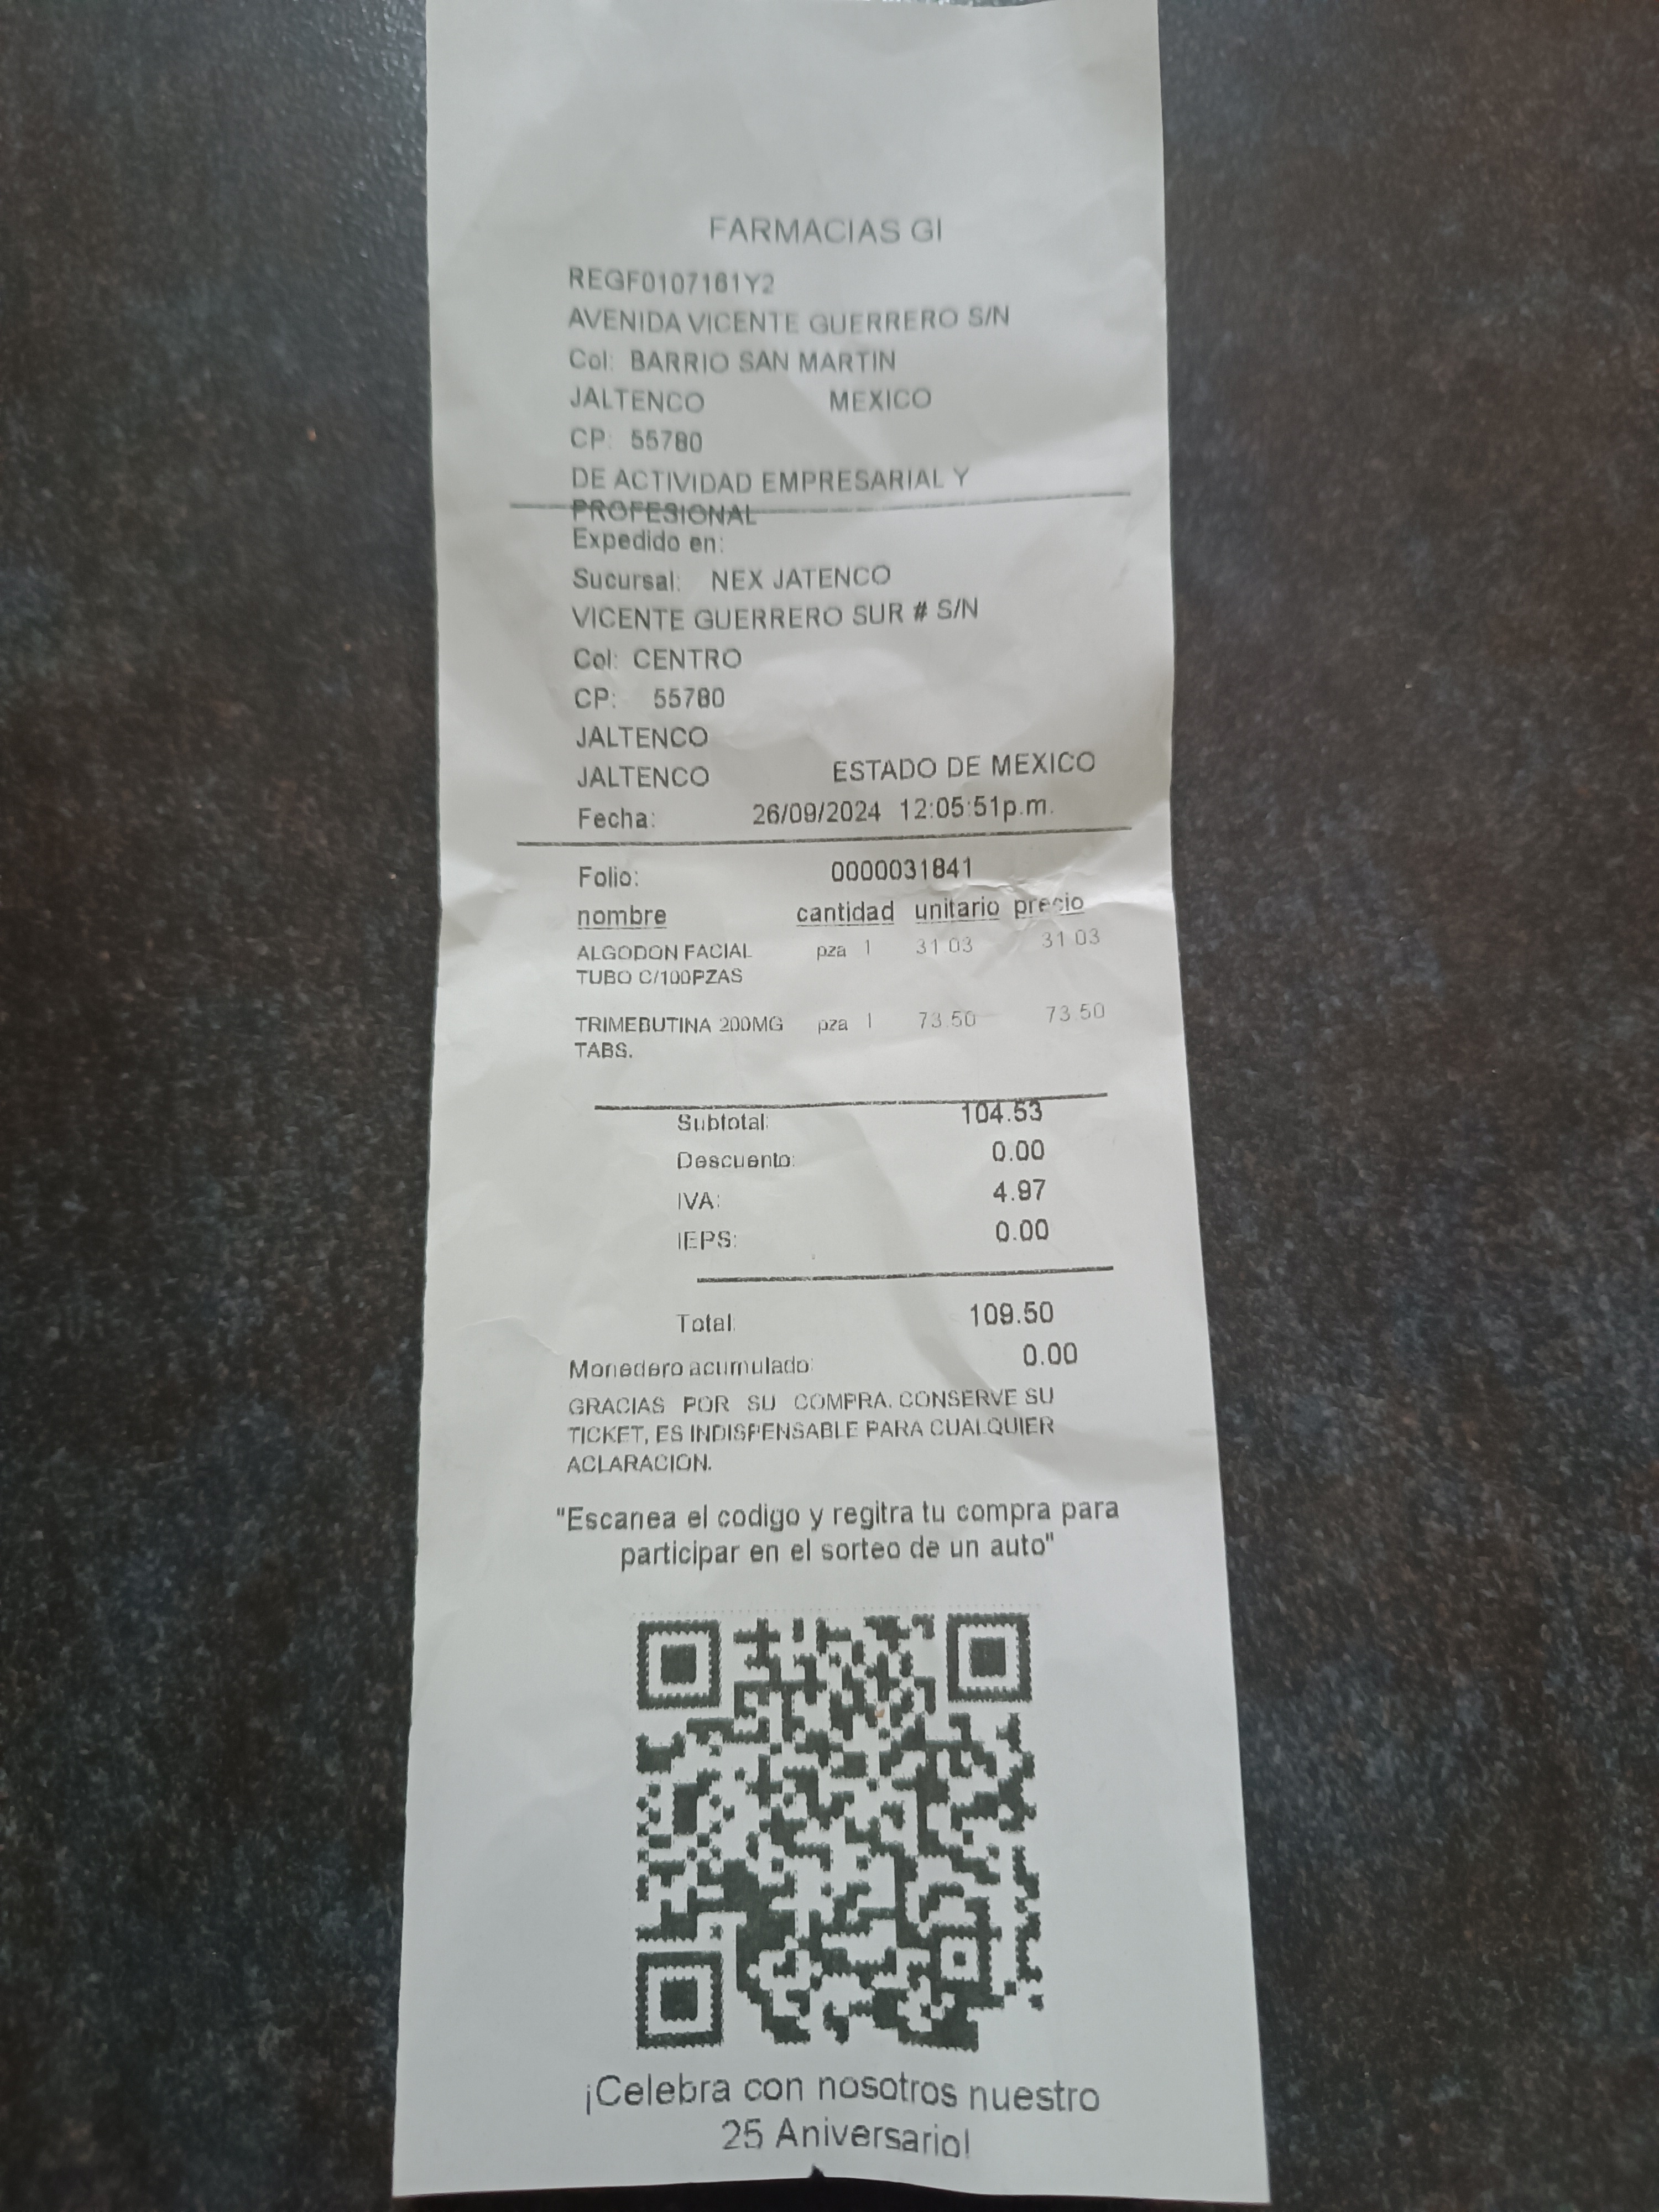 FARMACIAS GI
REGF0107161Y2
AVENIDA VICENTE GUERRERO S/N
Col: BARRIO SAN MARTIN
JALTENCO MEXICO
CP: 55780
DE ACTIVIDAD EMPRESARIAL Y
PROFESIONAL
Expedido en:
Sucursal: NEX JATENCO
VICENTE GUERRERO SUR # S/N
Col: CENTRO
CP: 55780
JALTENCO
JALTENCO ESTADO DE MEXICO
Fecha: 26/09/2024 12:05:51p.m.
Folio: 0000031841
nombre cantidad unitario precio
ALGODON FACIAL pza 1 31.03 31.03
TUBO C/100PZAS
TRIMEBUTINA 200MG pza 1 73.50 73.50
TABS.
Subtotal: 104.53
Descuento: 0.00
IVA: 4.97
IEPS: 0.00
Total: 109.50
Monedero acumulado: 0.00
GRACIAS POR SU COMPRA. CONSERVE SU
TICKET, ES INDISPENSABLE PARA CUALQUIER
ACLARACION.
"Escanea el codigo y regitra tu compra para
participar en el sorteo de un auto"
¡Celebra con nosotros nuestro
25 Aniversario!